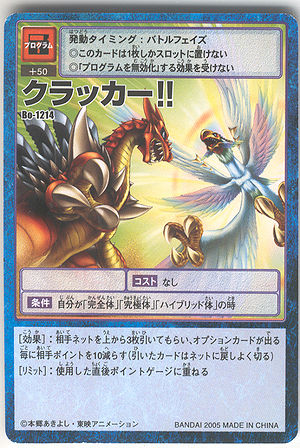 発動タイミング：バトルフェイズ
プログラム
◇このカードは1枚しかスロットに置けない
◇「プログラムを無効化」する効果を受けない
+50
クラッカー!!
Bo-1214
コスト なし
条件 自分が「完全体」「究極体」「ハイブリッド体」の時
[効果]：相手ネットを上から3枚引いてもらい、オプションカードが出る
毎に相手ポイントを10減らす(引いたカードはネットに戻しよく切る)
[リミット]：使用した直後ポイントゲージに重ねる
©本郷あきよし・東映アニメーション BANDAI 2005 MADE IN CHINA